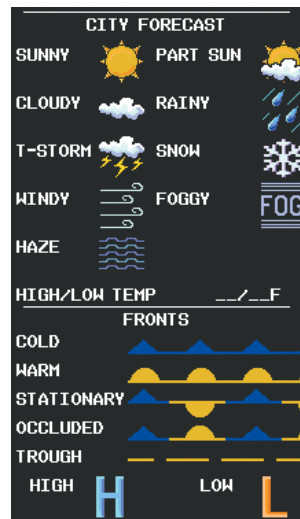 CITY FORECAST
SUNNY PART SUN
CLOUDY RAINY
T-STORM SNOW
WINDY FOGGY FOG
HAZE
HIGH/LOW TEMP __/__F
FRONTS
COLD
WARM
STATIONARY
OCCLUDED
TROUGH
HIGH H LOW L